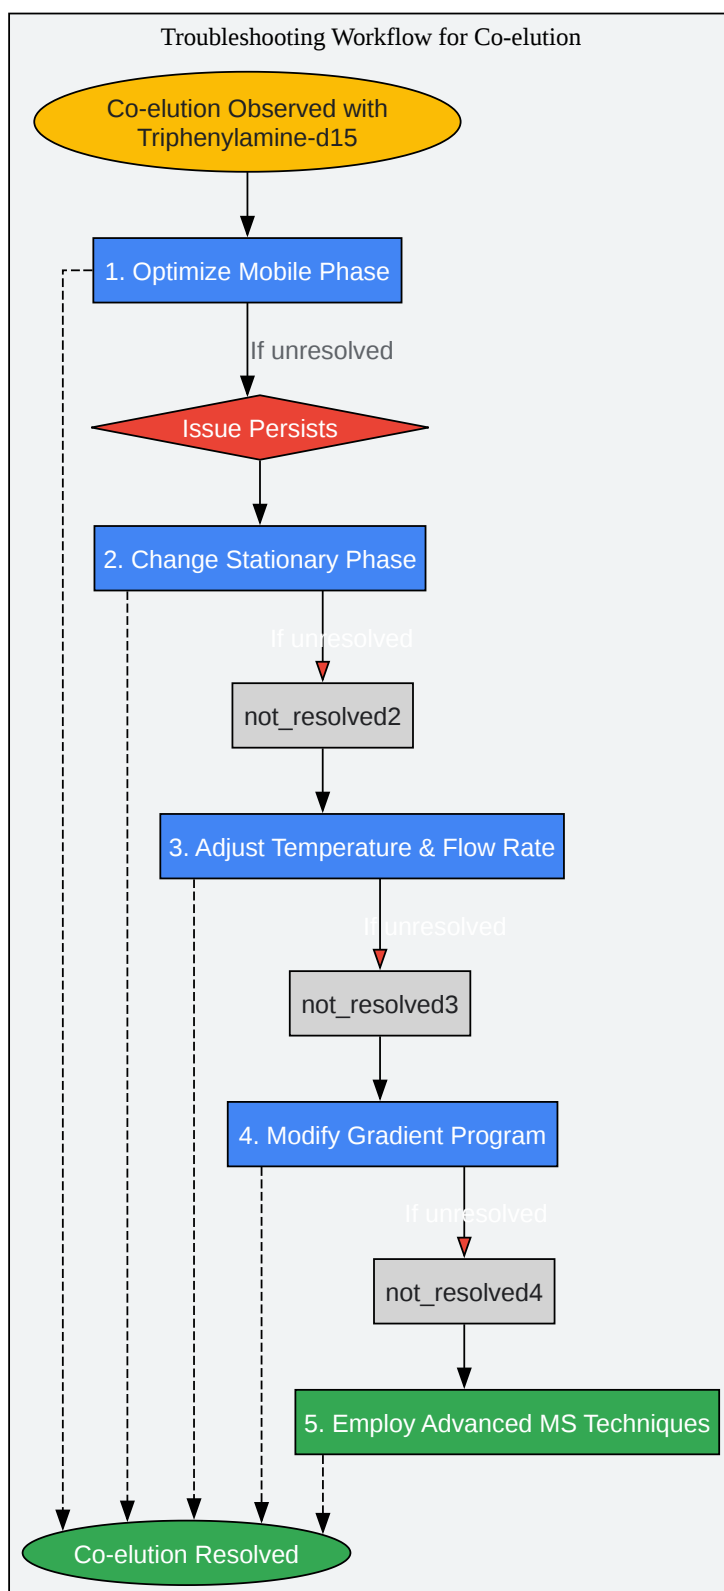 Troubleshooting Workflow for Co-elution
Co-elution Observed with
Triphenylamine-d15
1. Optimize Mobile Phase
If unresolved
Issue Persists
2. Change Stationary Phase
If unresolved
not_resolved2
3. Adjust Temperature & Flow Rate
If unresolved
not_resolved3
4. Modify Gradient Program
If unresolved
not_resolved4
5. Employ Advanced MS Techniques
Co-elution Resolved